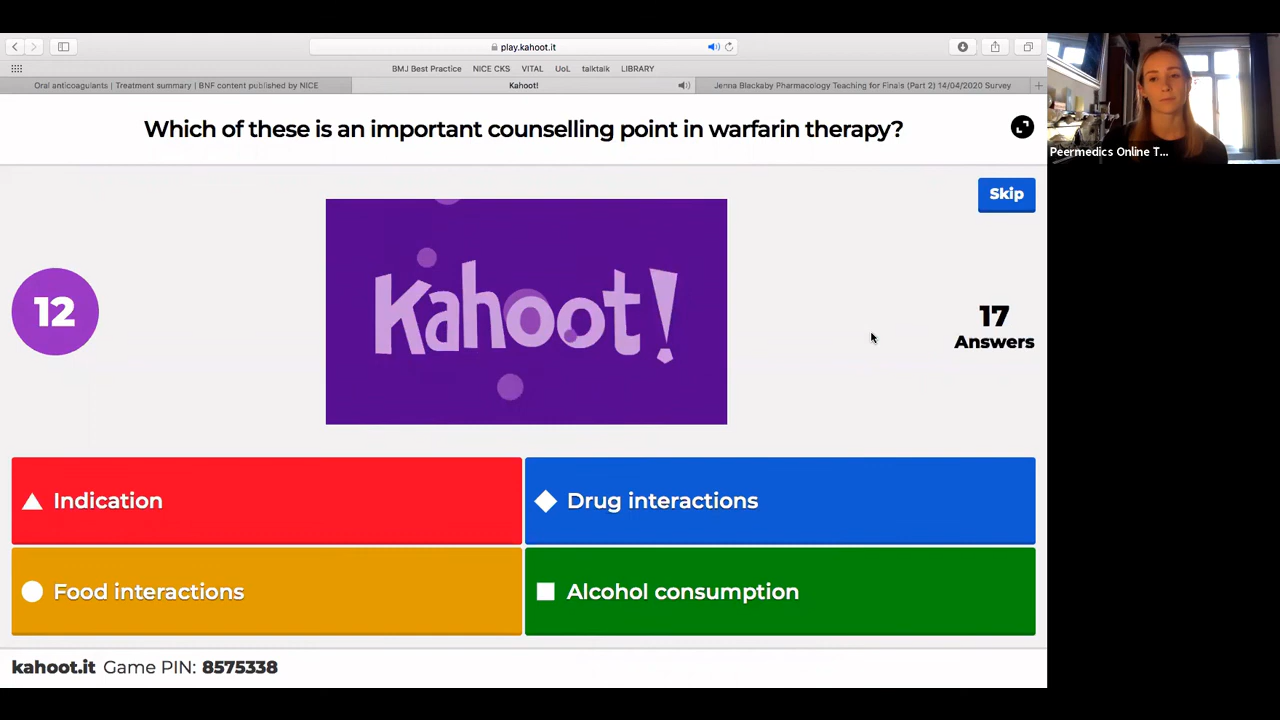 play.kahoot.it
BMJ Best Practice NICE CKS VITAL UoL talktalk LIBRARY
Oral anticoagulants | Treatment summary | BNF content published by NICE
Kahoot!
Jenna Blackaby Pharmacology Teaching for Finals (Part 2) 14/04/2020 Survey
Which of these is an important counselling point in warfarin therapy?
Peermedics Online T...
Skip
Kahoot!
12
17
Answers
Indication
Drug interactions
Food interactions
Alcohol consumption
kahoot.it Game PIN: 8575338